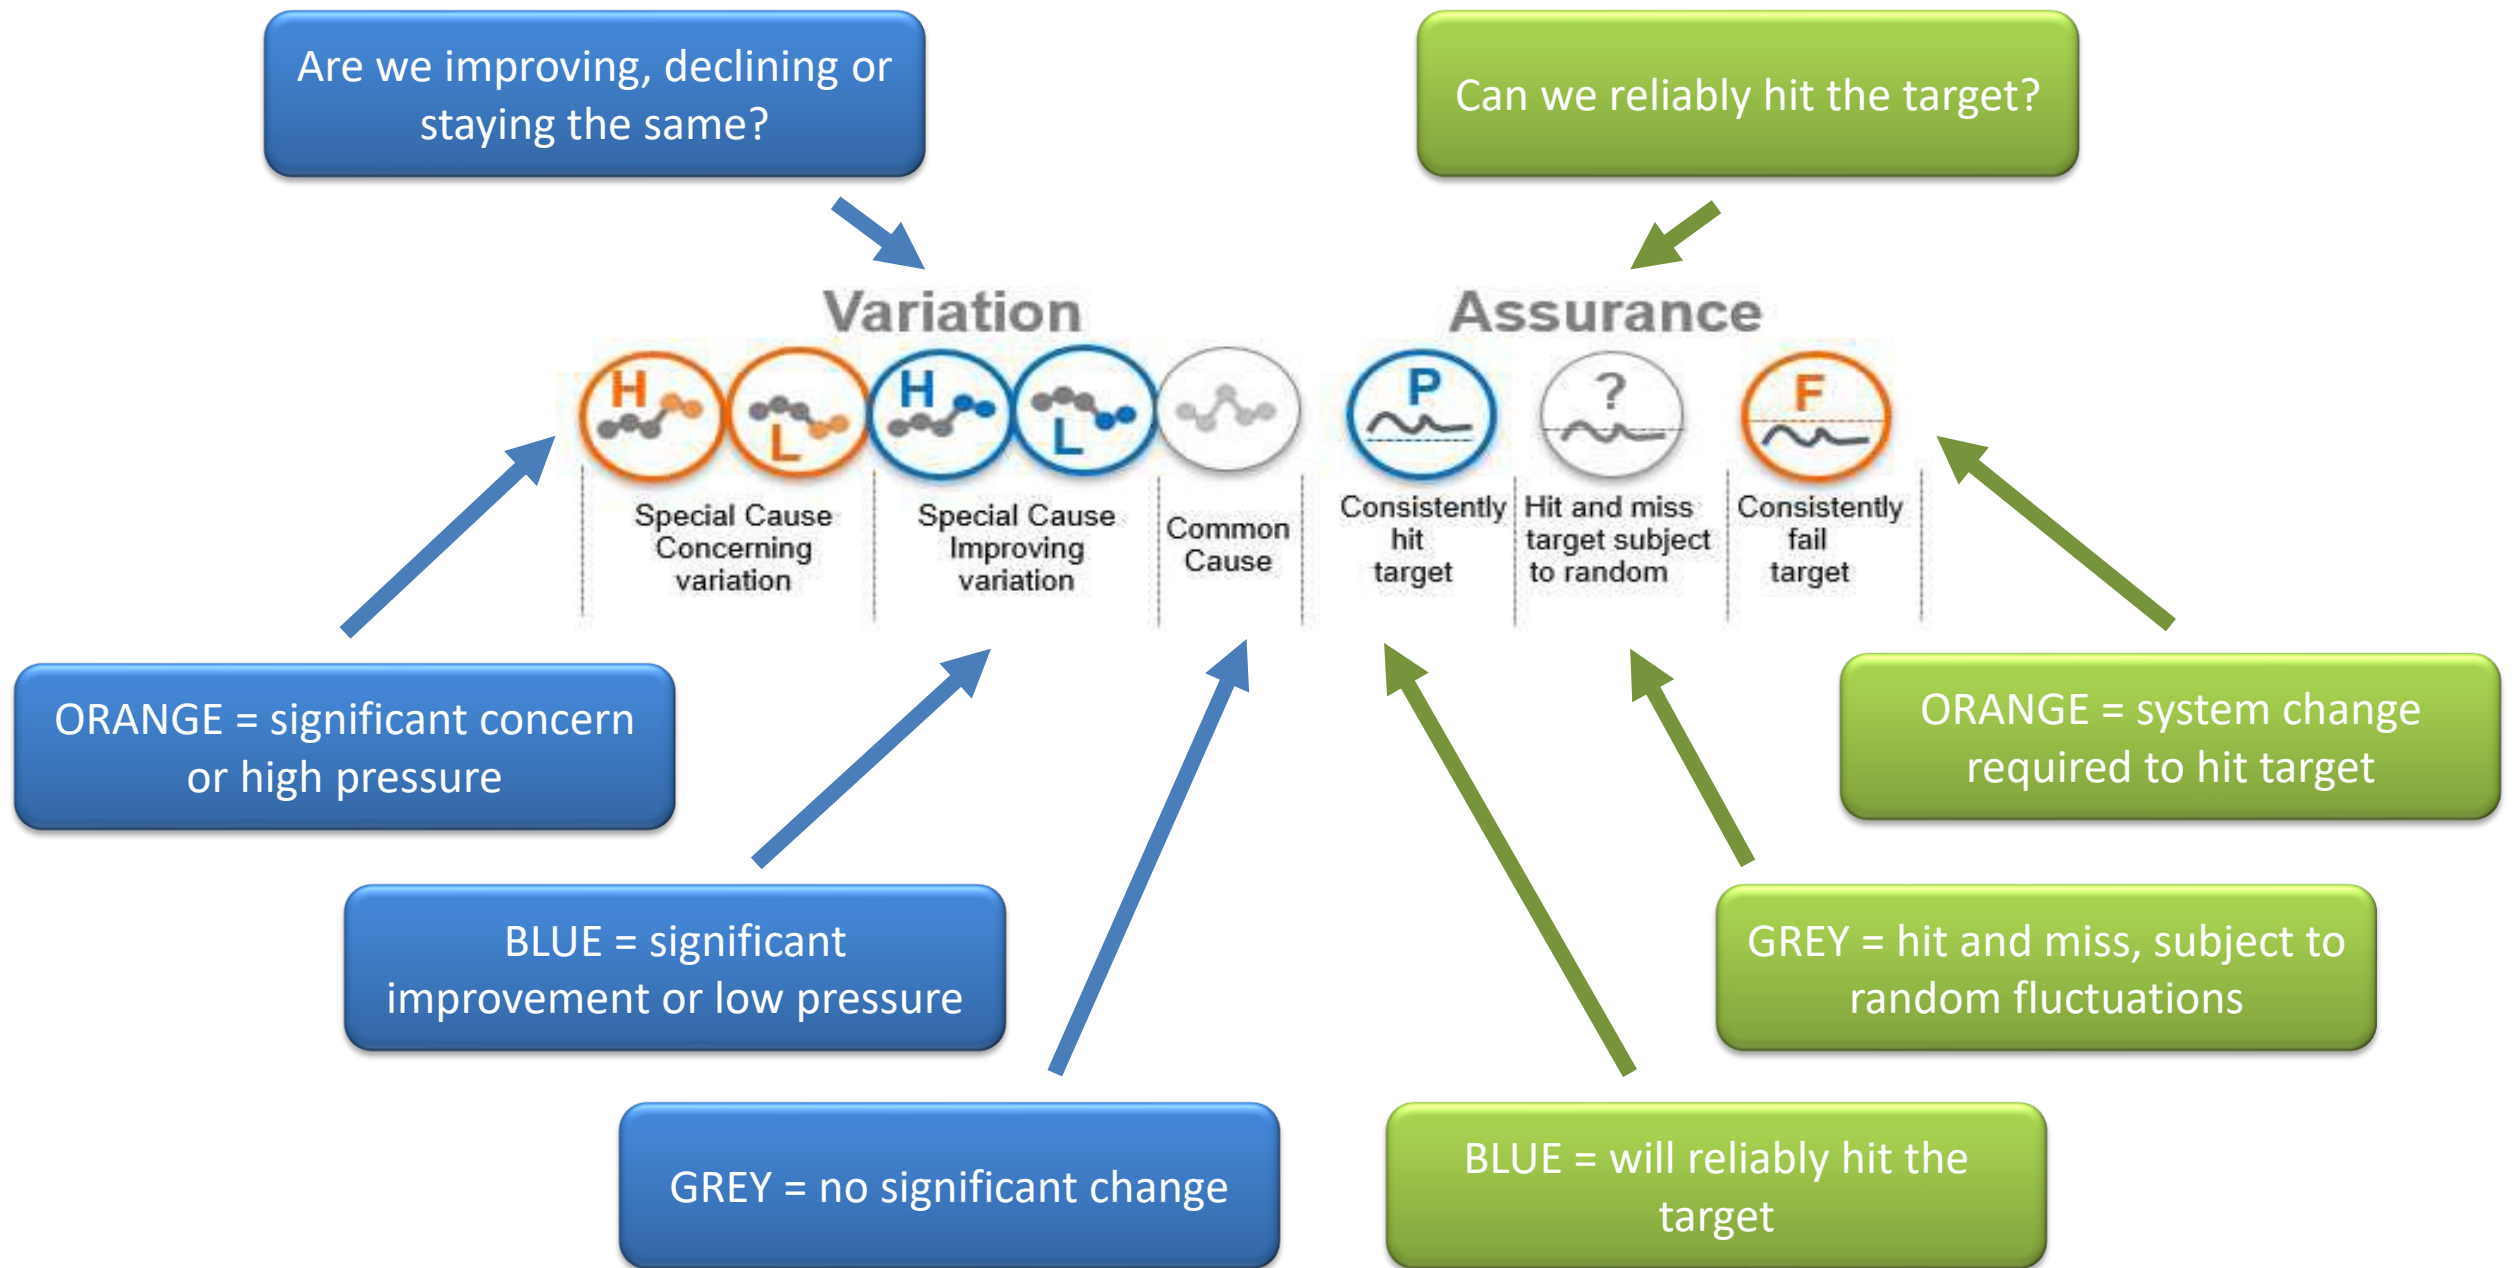 Are we improving, declining or
staying the same?
Can we reliably hit the target?
Variation
Assurance
H
L
H
L
P
?
F
Special Cause
Concerning
variation
Special Cause
Improving
variation
Common
Cause
Consistently
hit
target
Hit and miss
target subject
to random
Consistently
fail
target
ORANGE = significant concern
or high pressure
BLUE = significant
improvement or low pressure
GREY = no significant change
ORANGE = system change
required to hit target
GREY = hit and miss, subject to
random fluctuations
BLUE = will reliably hit the
target